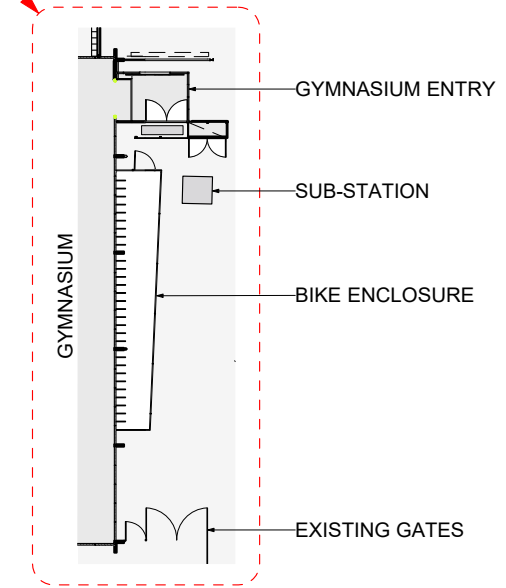 GYMNASIUM ENTRY
SUB-STATION
GYMNASIUM
BIKE ENCLOSURE
EXISTING GATES